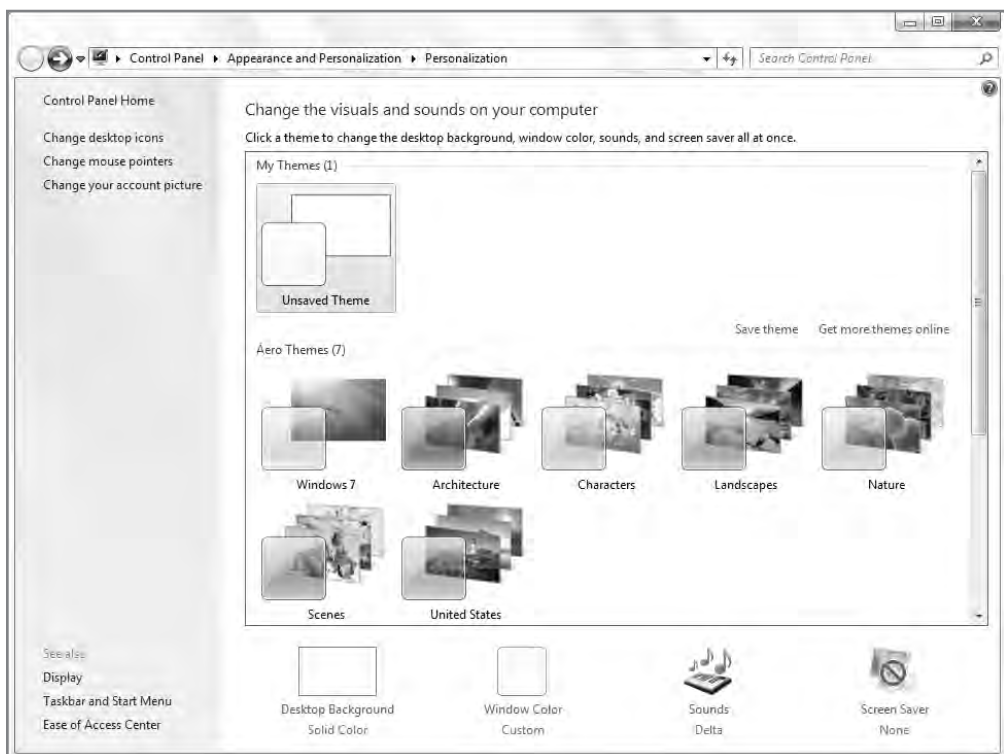 Control Panel ▸ Appearance and Personalization ▸ Personalization
Search Control Panel
Control Panel Home
Change desktop icons
Change mouse pointers
Change your account picture
Change the visuals and sounds on your computer
Click a theme to change the desktop background, window color, sounds, and screen saver all at once.
My Themes (1)
Unsaved Theme
Save theme Get more themes online
Aero Themes (7)
Windows 7 Architecture Characters Landscapes Nature
Scenes United States
See also
Display
Taskbar and Start Menu
Ease of Access Center
Desktop Background
Solid Color
Window Color
Custom
Sounds
Delta
Screen Saver
None